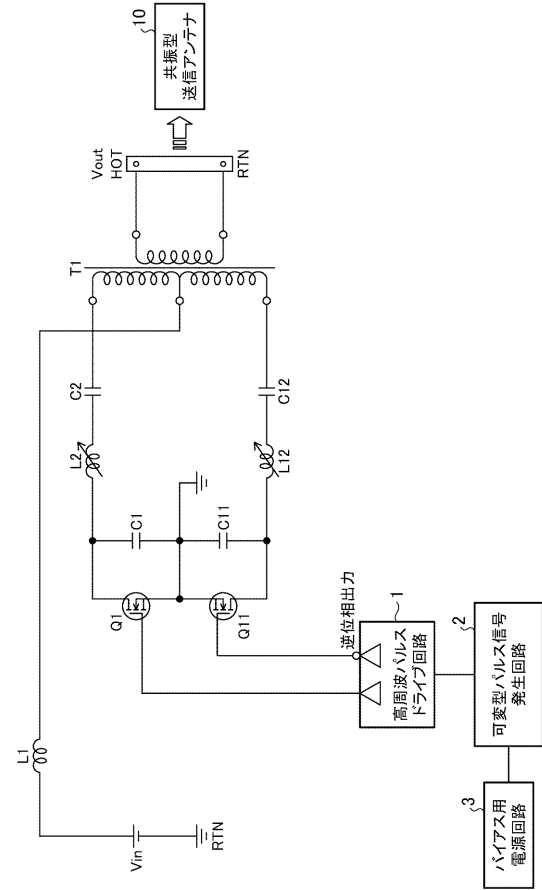 L1
Vin
RTN
Q1
Q11
C1
C11
L2
L12
C2
C12
T1
Vout
HOT
RTN
10
共振型
送信アンテナ
逆位相出力
1
高周波パルス
ドライブ回路
2
可変型パルス信号
発生回路
3
バイアス用
電源回路